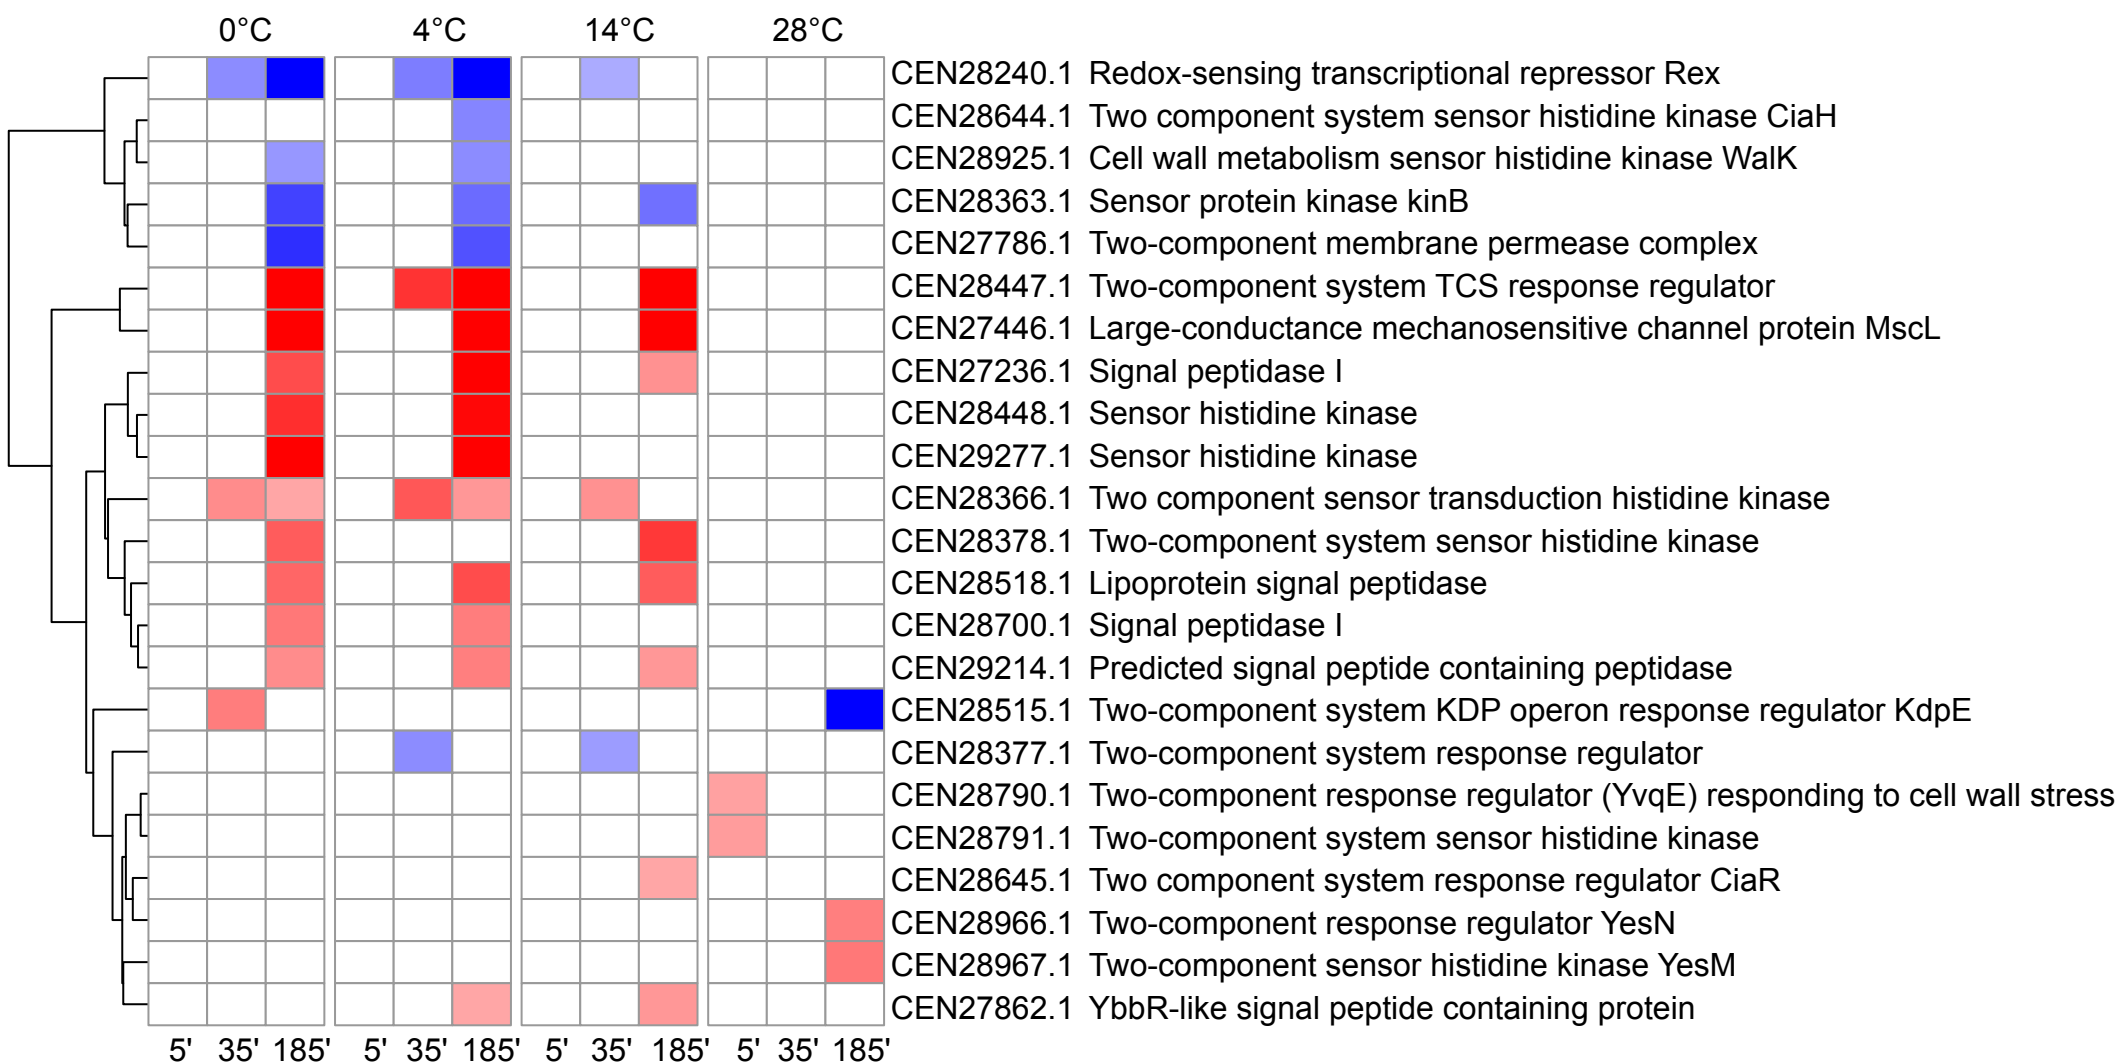 0°C 4°C 14°C 28°C
CEN28240.1 Redox-sensing transcriptional repressor Rex
CEN28644.1 Two component system sensor histidine kinase CiaH
CEN28925.1 Cell wall metabolism sensor histidine kinase WalK
CEN28363.1 Sensor protein kinase kinB
CEN27786.1 Two-component membrane permease complex
CEN28447.1 Two-component system TCS response regulator
CEN27446.1 Large-conductance mechanosensitive channel protein MscL
CEN27236.1 Signal peptidase I
CEN28448.1 Sensor histidine kinase
CEN29277.1 Sensor histidine kinase
CEN28366.1 Two component sensor transduction histidine kinase
CEN28378.1 Two-component system sensor histidine kinase
CEN28518.1 Lipoprotein signal peptidase
CEN28700.1 Signal peptidase I
CEN29214.1 Predicted signal peptide containing peptidase
CEN28515.1 Two-component system KDP operon response regulator KdpE
CEN28377.1 Two-component system response regulator
CEN28790.1 Two-component response regulator (YvqE) responding to cell wall stress
CEN28791.1 Two-component system sensor histidine kinase
CEN28645.1 Two component system response regulator CiaR
CEN28966.1 Two-component response regulator YesN
CEN28967.1 Two-component sensor histidine kinase YesM
CEN27862.1 YbbR-like signal peptide containing protein
5' 35' 185' 5' 35' 185' 5' 35' 185' 5' 35' 185'